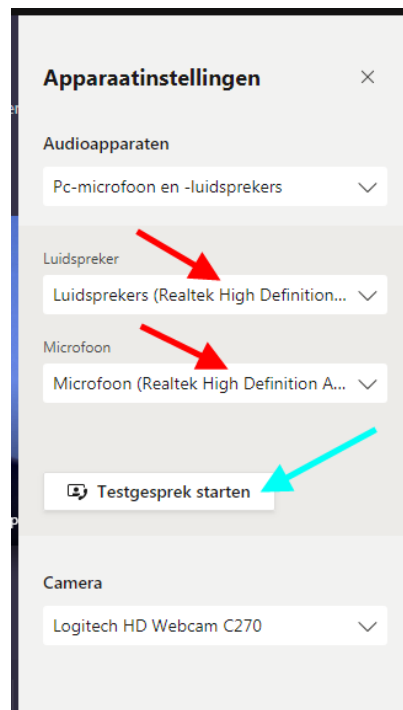 Apparaatinstellingen
Audioapparaten
Pc-microfoon en -luidsprekers
Luidspreker
Luidsprekers (Realtek High Definition...
Microfoon
Microfoon (Realtek High Definition A...
Testgesprek starten
Camera
Logitech HD Webcam C270